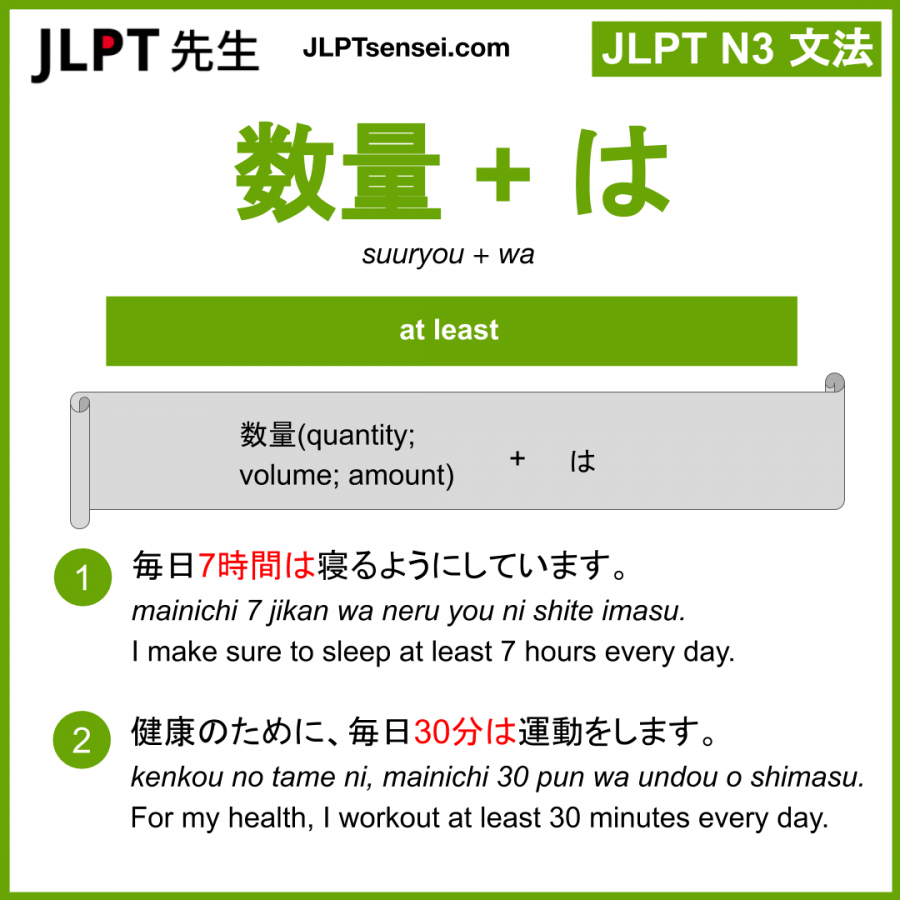 JLPT 先生
JLPTsensei.com
JLPT N3 文法
数量 + は
suuryou + wa
at least
数量(quantity;
volume; amount)
+ は
1 毎日7時間は寝るようにしています。
mainichi 7 jikan wa neru you ni shite imasu.
I make sure to sleep at least 7 hours every day.
2 健康のために、毎日30分は運動をします。
kenkou no tame ni, mainichi 30 pun wa undou o shimasu.
For my health, I workout at least 30 minutes every day.